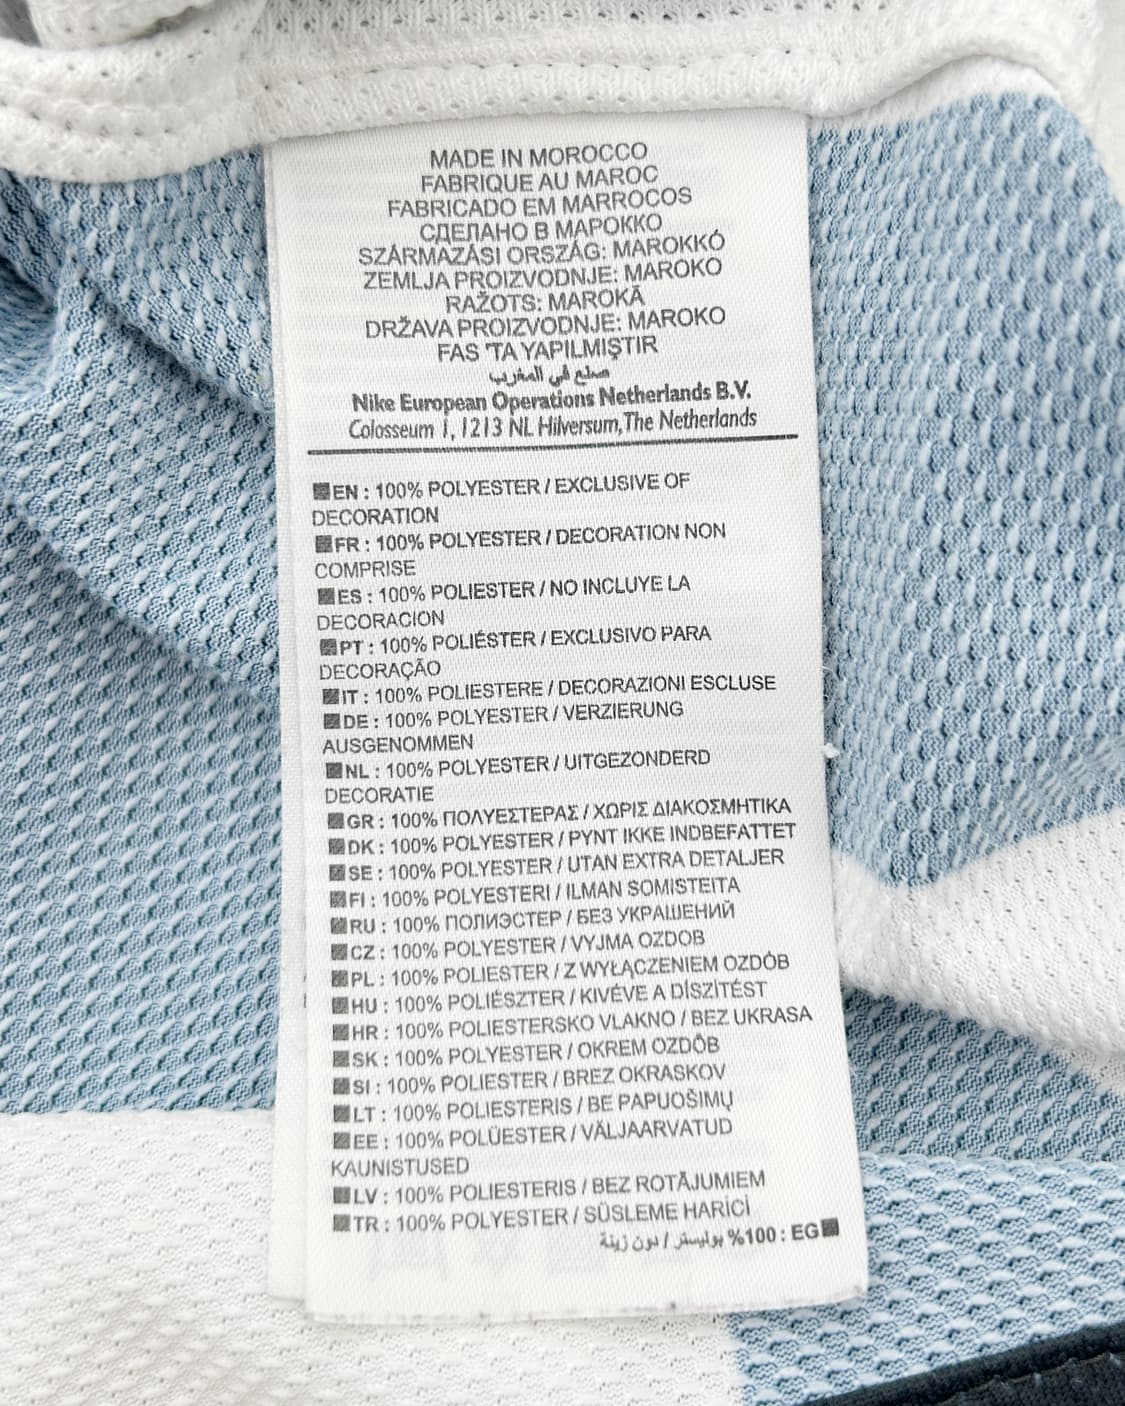 MADE IN MOROCCO
FABRIQUE AU MAROC
FABRICADO EM MARROCOS
СДЕЛАНО В МАРОККО
SZÁRMAZÁSI ORSZÁG: MAROKKÓ
ZEMLJA PROIZVODNJE: MAROKO
RAŽOTS: MAROKĀ
DRŽAVA PROIZVODNJE: MAROKO
FAS 'TA YAPILMIŞTIR
صنع في المغرب
Nike European Operations Netherlands B.V.
Colosseum 1, 1213 NL Hilversum, The Netherlands
EN : 100% POLYESTER / EXCLUSIVE OF
DECORATION
FR : 100% POLYESTER / DECORATION NON
COMPRISE
ES : 100% POLIESTER / NO INCLUYE LA
DECORACION
PT : 100% POLIÉSTER / EXCLUSIVO PARA
DECORAÇÃO
IT : 100% POLIESTERE / DECORAZIONI ESCLUSE
DE : 100% POLYESTER / VERZIERUNG
AUSGENOMMEN
NL : 100% POLYESTER / UITGEZONDERD
DECORATIE
GR : 100% ΠΟΛΥΕΣΤΕΡΑΣ / ΧΩΡΙΣ ΔΙΑΚΟΣΜΗΤΙΚΑ
DK : 100% POLYESTER / PYNT IKKE INDBEFATTET
SE : 100% POLYESTER / UTAN EXTRA DETALJER
FI : 100% POLYESTERI / ILMAN SOMISTEITA
RU : 100% ПОЛИЭСТЕР / БЕЗ УКРАШЕНИЙ
CZ : 100% POLYESTER / VYJMA OZDOB
PL : 100% POLIESTER / Z WYŁĄCZENIEM OZDÓB
HU : 100% POLIÉSZTER / KIVÉVE A DÍSZÍTÉST
HR : 100% POLIESTERSKO VLAKNO / BEZ UKRASA
SK : 100% POLYESTER / OKREM OZDÔB
SI : 100% POLIESTER / BREZ OKRASKOV
LT : 100% POLIESTERIS / BE PAPUOŠIMŲ
EE : 100% POLÜESTER / VÄLJAARVATUD
KAUNISTUSED
LV : 100% POLIESTERIS / BEZ ROTĀJUMIEM
TR : 100% POLYESTER / SÜSLEME HARİCİ
EG : 100% بوليستر / بدون زينة